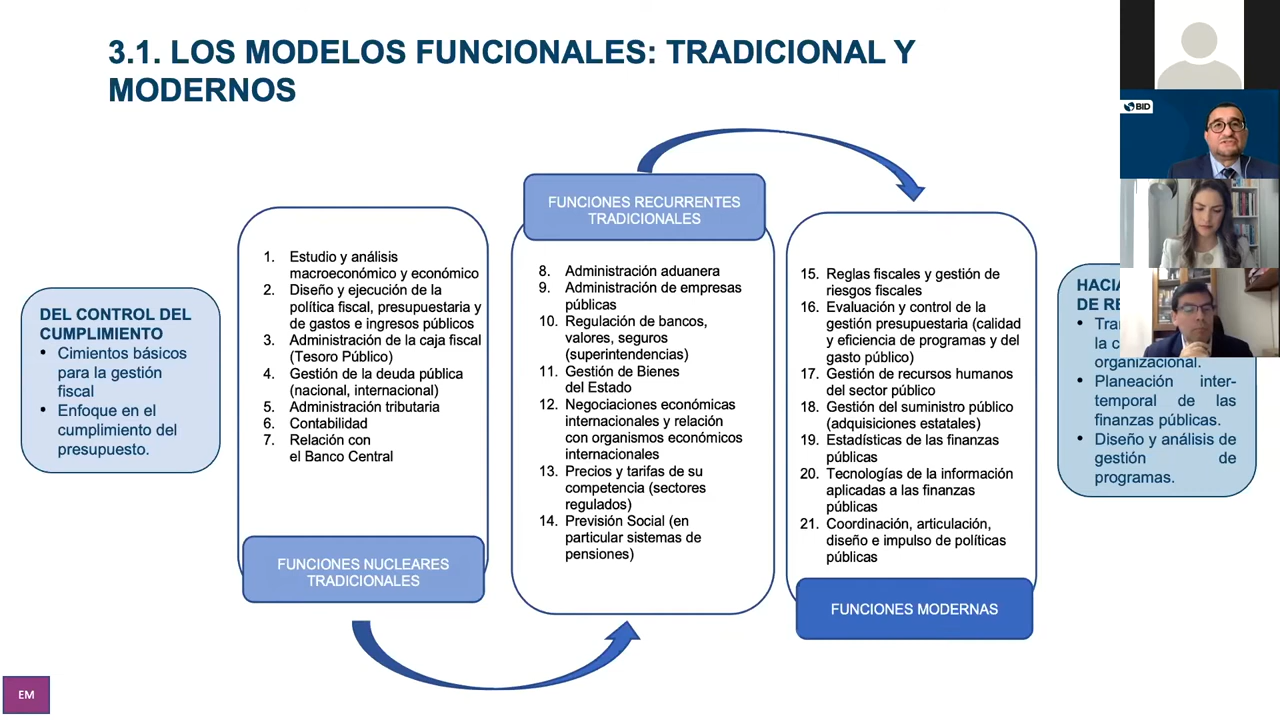 3.1. LOS MODELOS FUNCIONALES: TRADICIONAL Y
MODERNOS
BID
DEL CONTROL DEL
CUMPLIMIENTO
• Cimientos básicos
para la gestión
fiscal
• Enfoque en el
cumplimiento del
presupuesto.
1. Estudio y análisis
macroeconómico y económico
2. Diseño y ejecución de la
política fiscal, presupuestaria y
de gastos e ingresos públicos
3. Administración de la caja fiscal
(Tesoro Público)
4. Gestión de la deuda pública
(nacional, internacional)
5. Administración tributaria
6. Contabilidad
7. Relación con
el Banco Central
FUNCIONES NUCLEARES
TRADICIONALES
FUNCIONES RECURRENTES
TRADICIONALES
8. Administración aduanera
9. Administración de empresas
públicas
10. Regulación de bancos,
valores, seguros
(superintendencias)
11. Gestión de Bienes
del Estado
12. Negociaciones económicas
internacionales y relación
con organismos económicos
internacionales
13. Precios y tarifas de su
competencia (sectores
regulados)
14. Previsión Social (en
particular sistemas de
pensiones)
15. Reglas fiscales y gestión de
riesgos fiscales
16. Evaluación y control de la
gestión presupuestaria (calidad
y eficiencia de programas y del
gasto público)
17. Gestión de recursos humanos
del sector público
18. Gestión del suministro público
(adquisiciones estatales)
19. Estadísticas de las finanzas
públicas
20. Tecnologías de la información
aplicadas a las finanzas
públicas
21. Coordinación, articulación,
diseño e impulso de políticas
públicas
FUNCIONES MODERNAS
HACIA
DE RE
• Tra
la c
organizacional.
• Planeación inter-
temporal de las
finanzas públicas.
• Diseño y análisis de
gestión de
programas.
EM